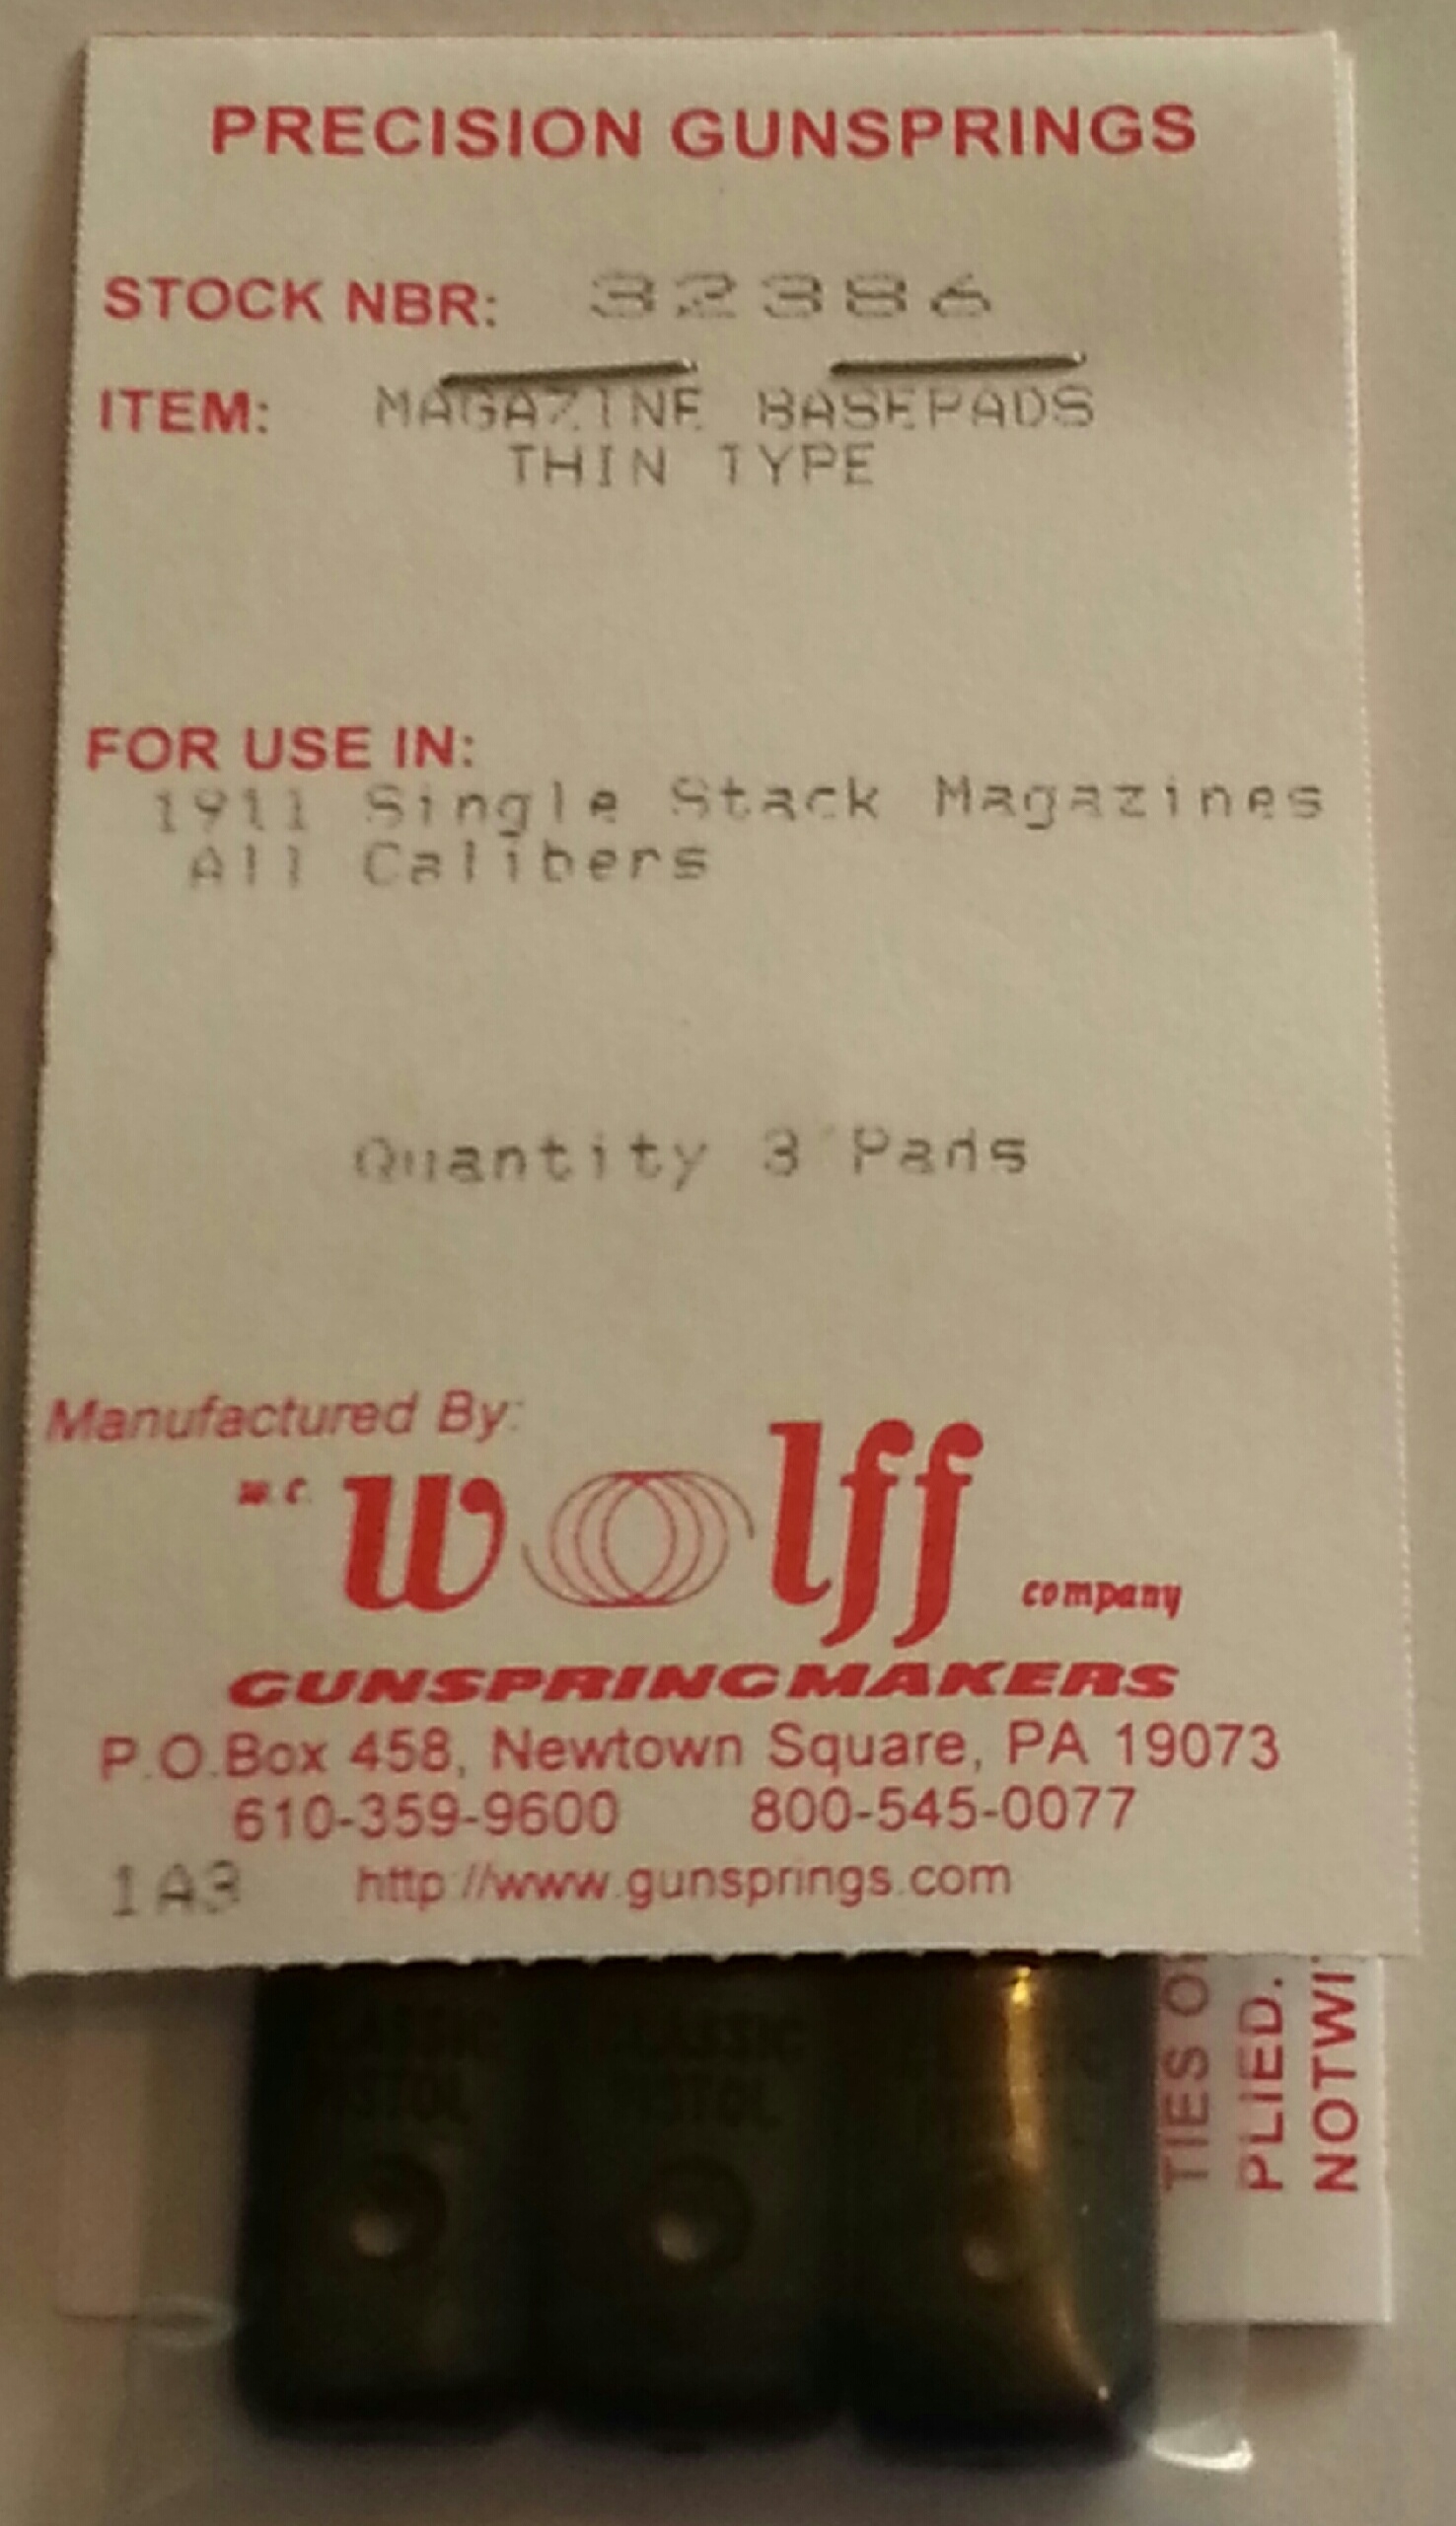 PRECISION GUNSPRINGS
STOCK NBR: 32386
ITEM: MAGAZINE BASEPADS
THIN TYPE
FOR USE IN:
1911 Single Stack Magazines
All Calibers
Quantity 3 Pads
Manufactured By:
w.c. wolff company
GUNSPRINGMAKERS
P.O.Box 458, Newtown Square, PA 19073
610-359-9600 800-545-0077
1A3 http://www.gunsprings.com
TIES
PLIED.
NOTWI